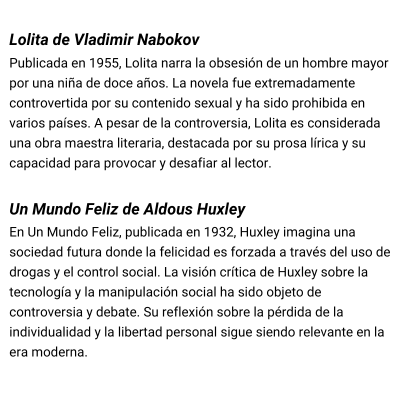 Lolita de Vladimir Nabokov
Publicada en 1955, Lolita narra la obsesión de un hombre mayor
por una niña de doce años. La novela fue extremadamente
controvertida por su contenido sexual y ha sido prohibida en
varios países. A pesar de la controversia, Lolita es considerada
una obra maestra literaria, destacada por su prosa lírica y su
capacidad para provocar y desafiar al lector.
Un Mundo Feliz de Aldous Huxley
En Un Mundo Feliz, publicada en 1932, Huxley imagina una
sociedad futura donde la felicidad es forzada a través del uso de
drogas y el control social. La visión crítica de Huxley sobre la
tecnología y la manipulación social ha sido objeto de
controversia y debate. Su reflexión sobre la pérdida de la
individualidad y la libertad personal sigue siendo relevante en la
era moderna.